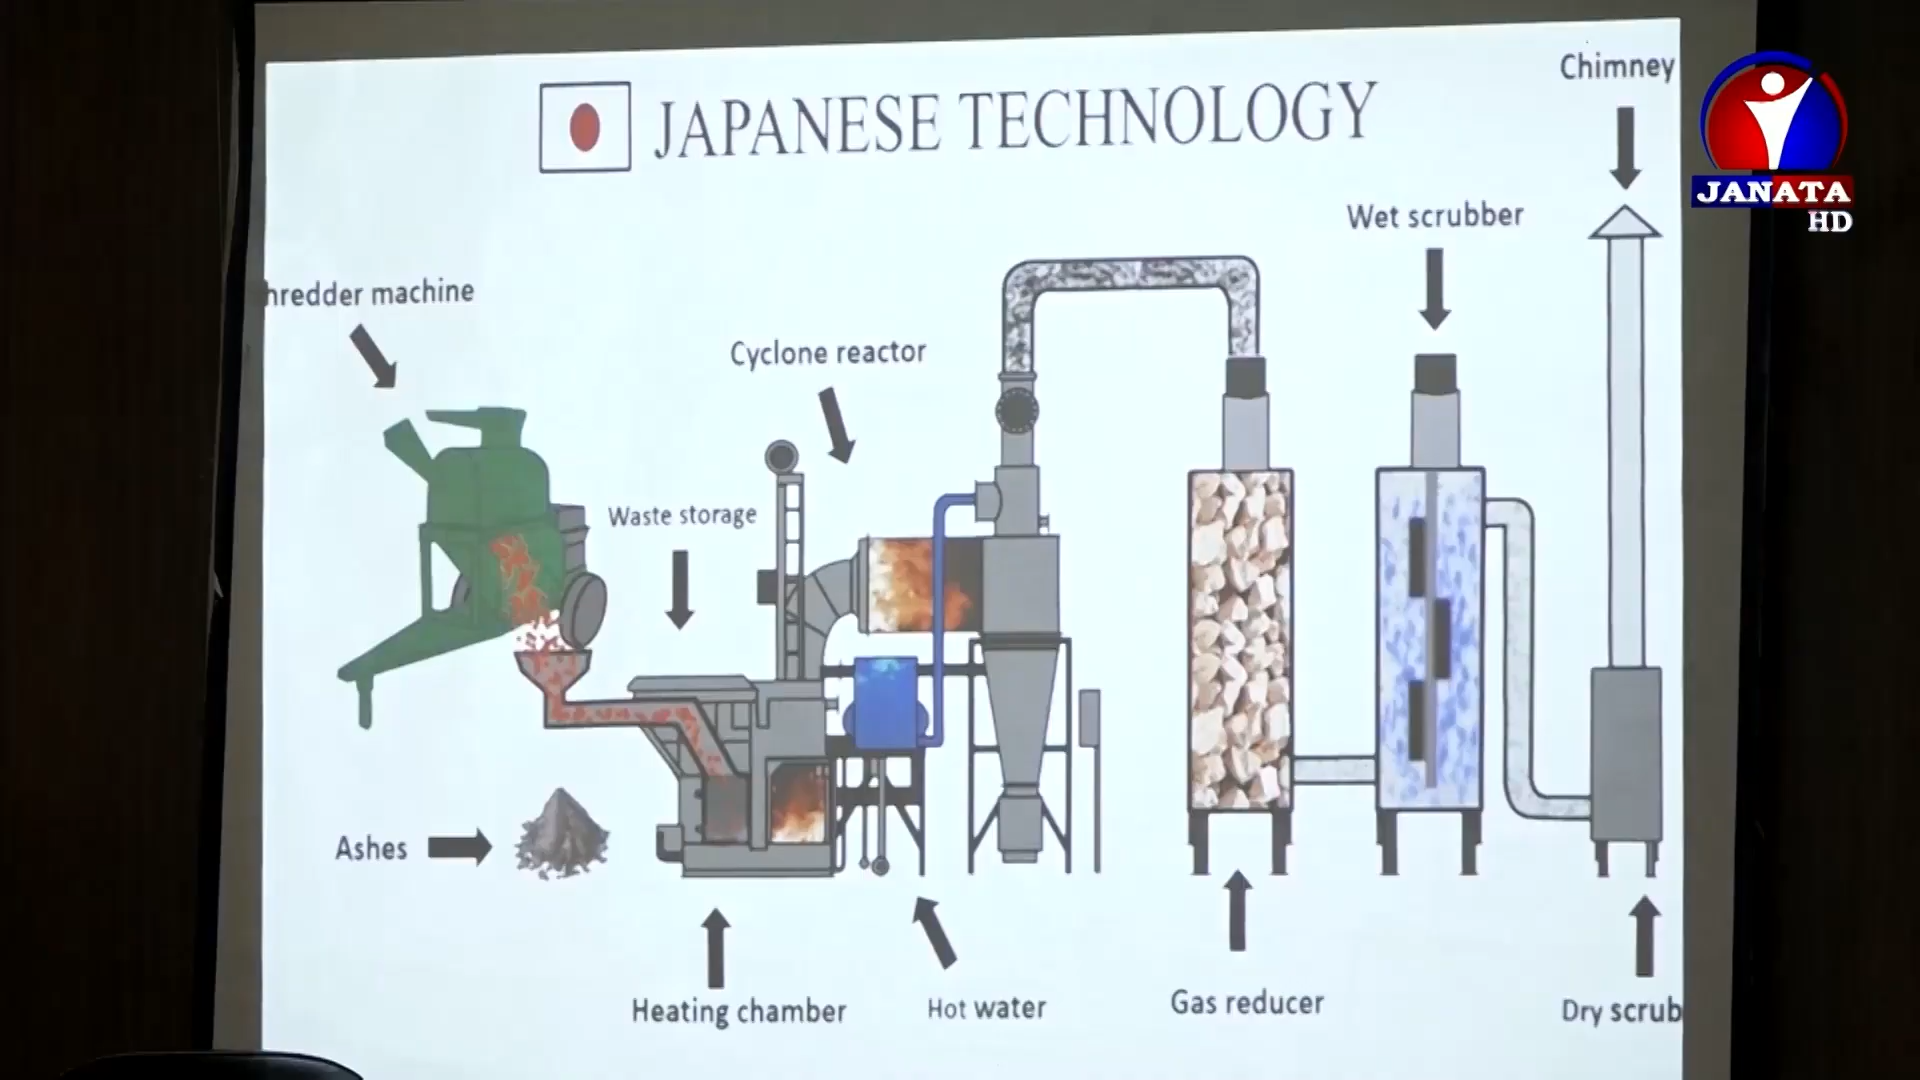 Chimney
JAPANESE TECHNOLOGY
JANATA
HD
Wet scrubber
hredder machine
Cyclone reactor
Waste storage
Ashes
Heating chamber
Hot water
Gas reducer
Dry scrub